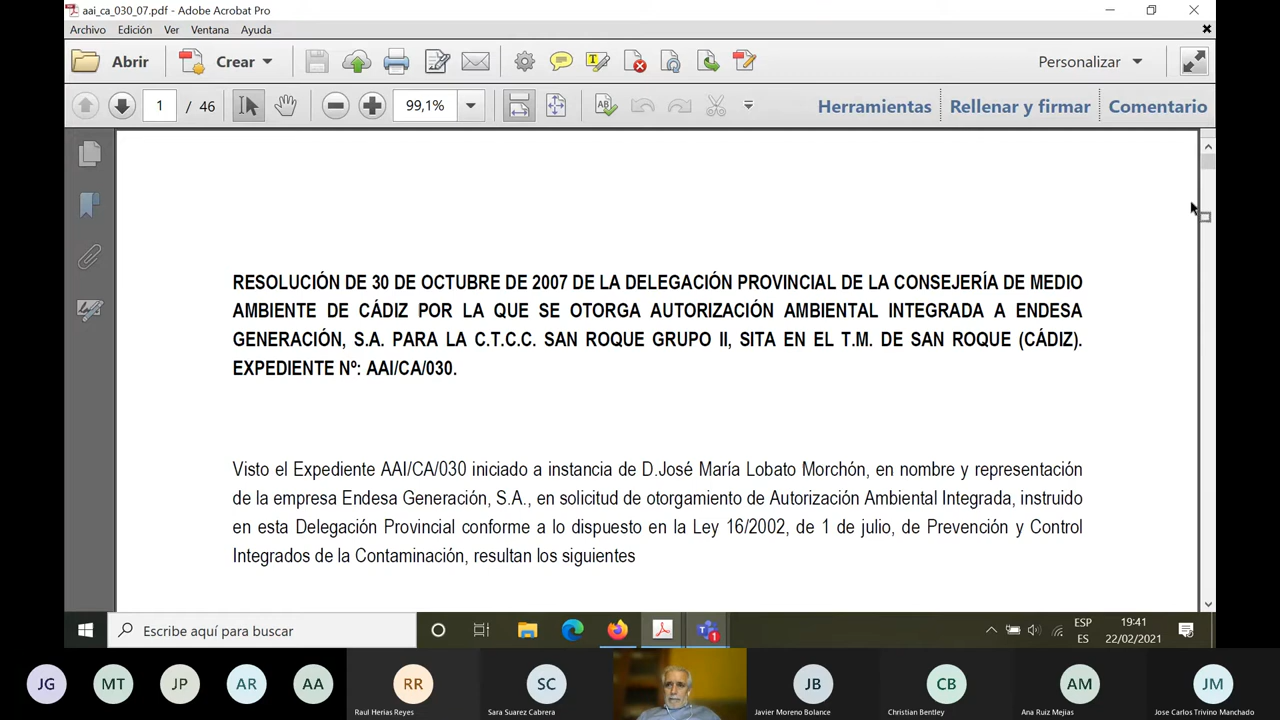 aai_ca_030_07.pdf - Adobe Acrobat Pro
Archivo Edición Ver Ventana Ayuda
Abrir Crear Personalizar
1 / 46 99,1% Herramientas Rellenar y firmar Comentario
RESOLUCIÓN DE 30 DE OCTUBRE DE 2007 DE LA DELEGACIÓN PROVINCIAL DE LA CONSEJERÍA DE MEDIO
AMBIENTE DE CÁDIZ POR LA QUE SE OTORGA AUTORIZACIÓN AMBIENTAL INTEGRADA A ENDESA
GENERACIÓN, S.A. PARA LA C.T.C.C. SAN ROQUE GRUPO II, SITA EN EL T.M. DE SAN ROQUE (CÁDIZ).
EXPEDIENTE Nº: AAI/CA/030.
Visto el Expediente AAI/CA/030 iniciado a instancia de D.José María Lobato Morchón, en nombre y representación
de la empresa Endesa Generación, S.A., en solicitud de otorgamiento de Autorización Ambiental Integrada, instruido
en esta Delegación Provincial conforme a lo dispuesto en la Ley 16/2002, de 1 de julio, de Prevención y Control
Integrados de la Contaminación, resultan los siguientes
Escribe aquí para buscar
1
ESP
ES
19:41
22/02/2021
JG MT JP AR AA RR SC JB CB AM JM
Raul Herias Reyes Sara Suarez Cabrera Javier Moreno Bolance Christian Bentley Ana Ruiz Mejias Jose Carlos Trivino Manchado